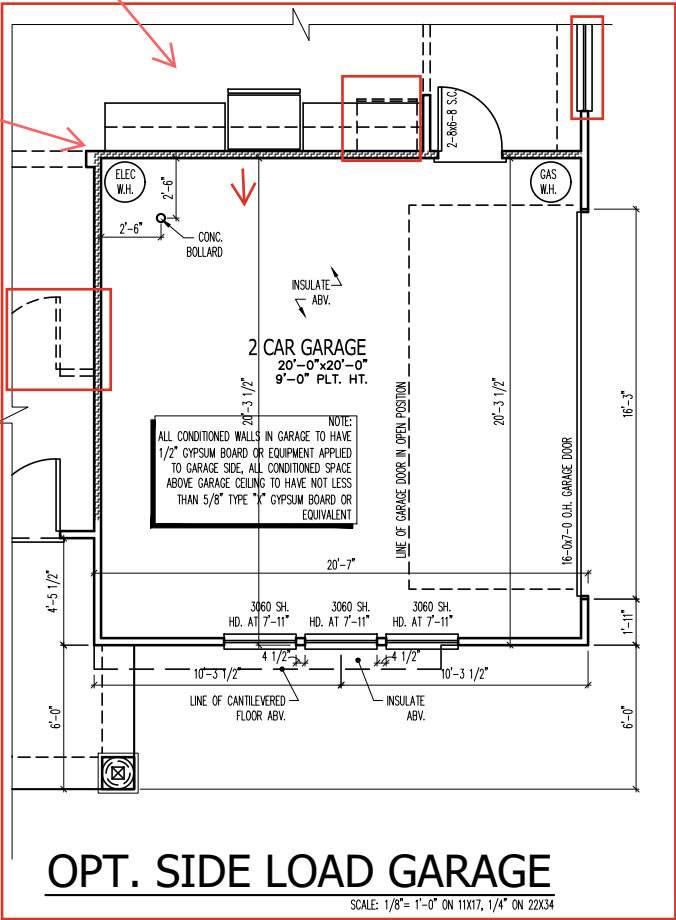 2-8x6-8 S.C.
ELEC
W.H.
GAS
W.H.
2'-6"
2'-6"
CONC.
BOLLARD
INSULATE
ABV.
2 CAR GARAGE
20'-0"x20'-0"
9'-0" PLT. HT.
20'-3 1/2"
20'-3 1/2"
16'-3"
LINE OF GARAGE DOOR IN OPEN POSITION
16-0x7-0 O.H. GARAGE DOOR
NOTE:
ALL CONDITIONED WALLS IN GARAGE TO HAVE
1/2" GYPSUM BOARD OR EQUIPMENT APPLIED
TO GARAGE SIDE, ALL CONDITIONED SPACE
ABOVE GARAGE CEILING TO HAVE NOT LESS
THAN 5/8" TYPE "X" GYPSUM BOARD OR
EQUIVALENT
20'-7"
4'-5 1/2"
3060 SH.
HD. AT 7'-11"
3060 SH.
HD. AT 7'-11"
3060 SH.
HD. AT 7'-11"
1'-11"
4 1/2"
4 1/2"
10'-3 1/2"
10'-3 1/2"
LINE OF CANTILEVERED
FLOOR ABV.
INSULATE
ABV.
6'-0"
6'-0"
OPT. SIDE LOAD GARAGE
SCALE: 1/8"= 1'-0" ON 11X17, 1/4" ON 22X34